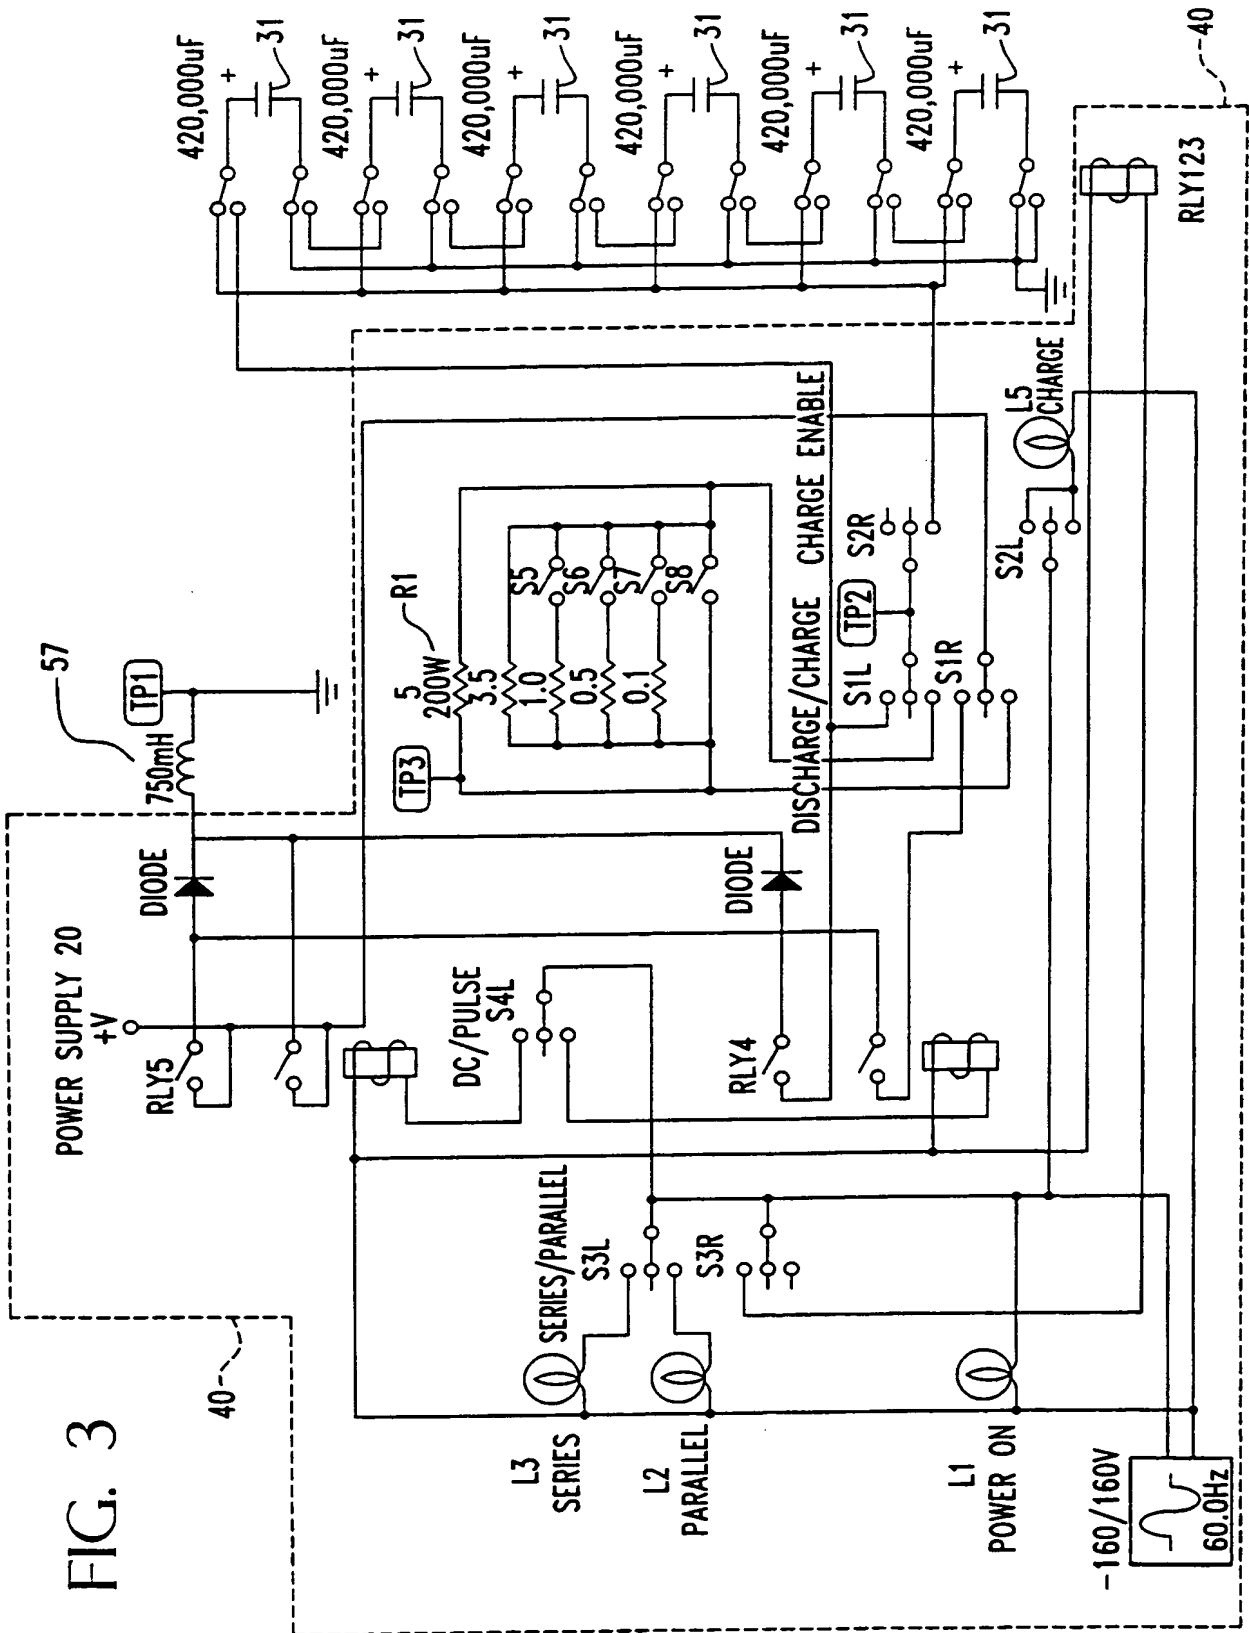 FIG. 3
40
POWER SUPPLY 20
+V
DIODE
750mH
57
TP1
RLY5
DC/PULSE
S4L
TP3
5
200W
R1
3.5
1.0
0.5
0.1
S5
S6
S7
S8
420,000uF
+
31
420,000uF
+
31
420,000uF
+
31
420,000uF
+
31
420,000uF
+
31
420,000uF
+
31
L3
SERIES
SERIES/PARALLEL
S3L
L2
PARALLEL
S3R
RLY4
DIODE
DISCHARGE/CHARGE
CHARGE ENABLE
S1L
TP2
S2R
S1R
L1
POWER ON
S2L
L5
CHARGE
RLY123
40
-160/160V
60.0Hz